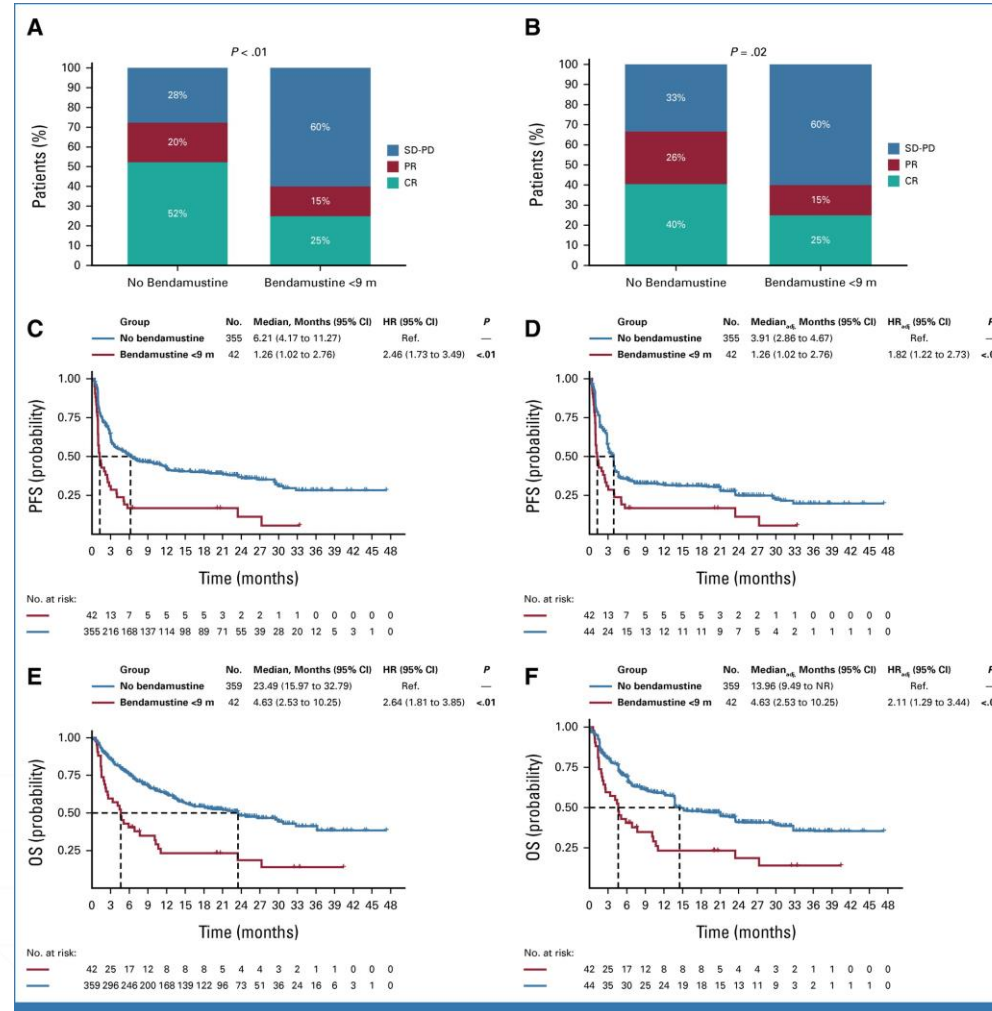 A
P < .01
Patients (%)
100
90
80
70
60
50
40
30
20
10
0
28%
20%
52%
60%
15%
25%
No Bendamustine
Bendamustine <9 m
SD-PD
PR
CR
B
P = .02
Patients (%)
100
90
80
70
60
50
40
30
20
10
0
33%
26%
40%
60%
15%
25%
No Bendamustine
Bendamustine <9 m
SD-PD
PR
CR
C
Group No. Median, Months (95% CI) HR (95% CI) P
No bendamustine 355 6.21 (4.17 to 11.27) Ref. —
Bendamustine <9 m 42 1.26 (1.02 to 2.76) 2.46 (1.73 to 3.49) <.01
PFS (probability)
1.00
0.75
0.50
0.25
0 3 6 9 12 15 18 21 24 27 30 33 36 39 42 45 48
Time (months)
No. at risk:
42 13 7 5 5 5 5 3 2 2 1 1 0 0 0 0 0
355 216 168 137 114 98 89 71 55 39 28 20 12 5 3 1 0
D
Group No. Median adj, Months (95% CI) HR adj (95% CI) P
No bendamustine 355 3.91 (2.86 to 4.67) Ref. —
Bendamustine <9 m 42 1.26 (1.02 to 2.76) 1.82 (1.22 to 2.73)
PFS (probability)
1.00
0.75
0.50
0.25
0 3 6 9 12 15 18 21 24 27 30 33 36 39 42 45 48
Time (months)
No. at risk:
42 13 7 5 5 5 5 3 2 2 1 1 0 0 0 0 0
44 24 15 13 12 11 11 9 7 5 4 2 1 1 1 1 0
E
Group No. Median, Months (95% CI) HR (95% CI) P
No bendamustine 359 23.49 (15.97 to 32.79) Ref. —
Bendamustine <9 m 42 4.63 (2.53 to 10.25) 2.64 (1.81 to 3.85) <.01
OS (probability)
1.00
0.75
0.50
0.25
0 3 6 9 12 15 18 21 24 27 30 33 36 39 42 45 48
Time (months)
No. at risk:
42 25 17 12 8 8 8 5 4 4 3 2 1 1 0 0 0
359 296 246 200 168 139 122 96 73 51 36 24 16 6 3 1 0
F
Group No. Median adj, Months (95% CI) HR adj (95% CI) P
No bendamustine 359 13.96 (9.49 to NR) Ref. —
Bendamustine <9 m 42 4.63 (2.53 to 10.25) 2.11 (1.29 to 3.44)
OS (probability)
1.00
0.75
0.50
0.25
0 3 6 9 12 15 18 21 24 27 30 33 36 39 42 45 48
Time (months)
No. at risk:
42 25 17 12 8 8 8 5 4 4 3 2 1 1 0 0 0
44 35 30 25 24 19 18 15 13 11 9 3 2 1 1 1 0